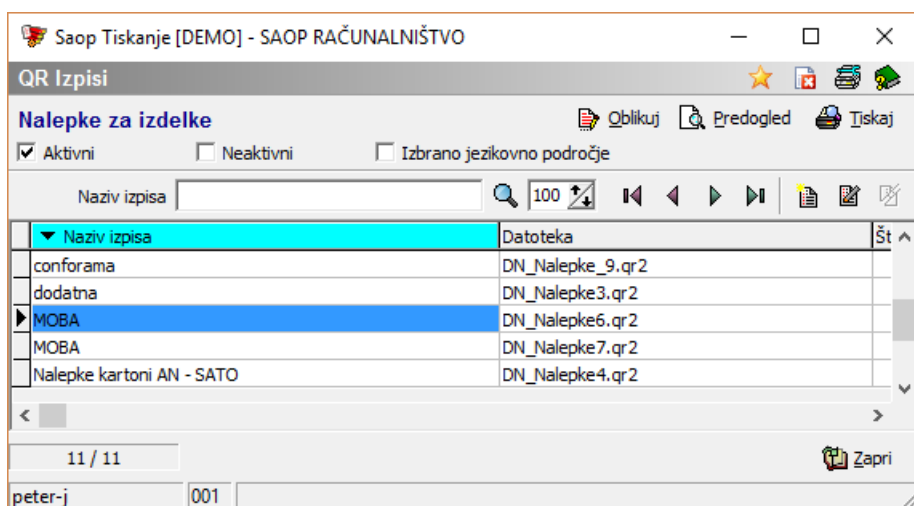 Saop Tiskanje [DEMO] - SAOP RAČUNALNIŠTVO
QR Izpisi
Nalepke za izdelke Oblikuj Predogled Tiskaj
Aktivni Neaktivni Izbrano jezikovno področje
Naziv izpisa 100
Naziv izpisa Datoteka Št
conforama DN_Nalepke_9.qr2
dodatna DN_Nalepke3.qr2
MOBA DN_Nalepke6.qr2
MOBA DN_Nalepke7.qr2
Nalepke kartoni AN - SATO DN_Nalepke4.qr2
11 / 11 Zapri
peter-j 001